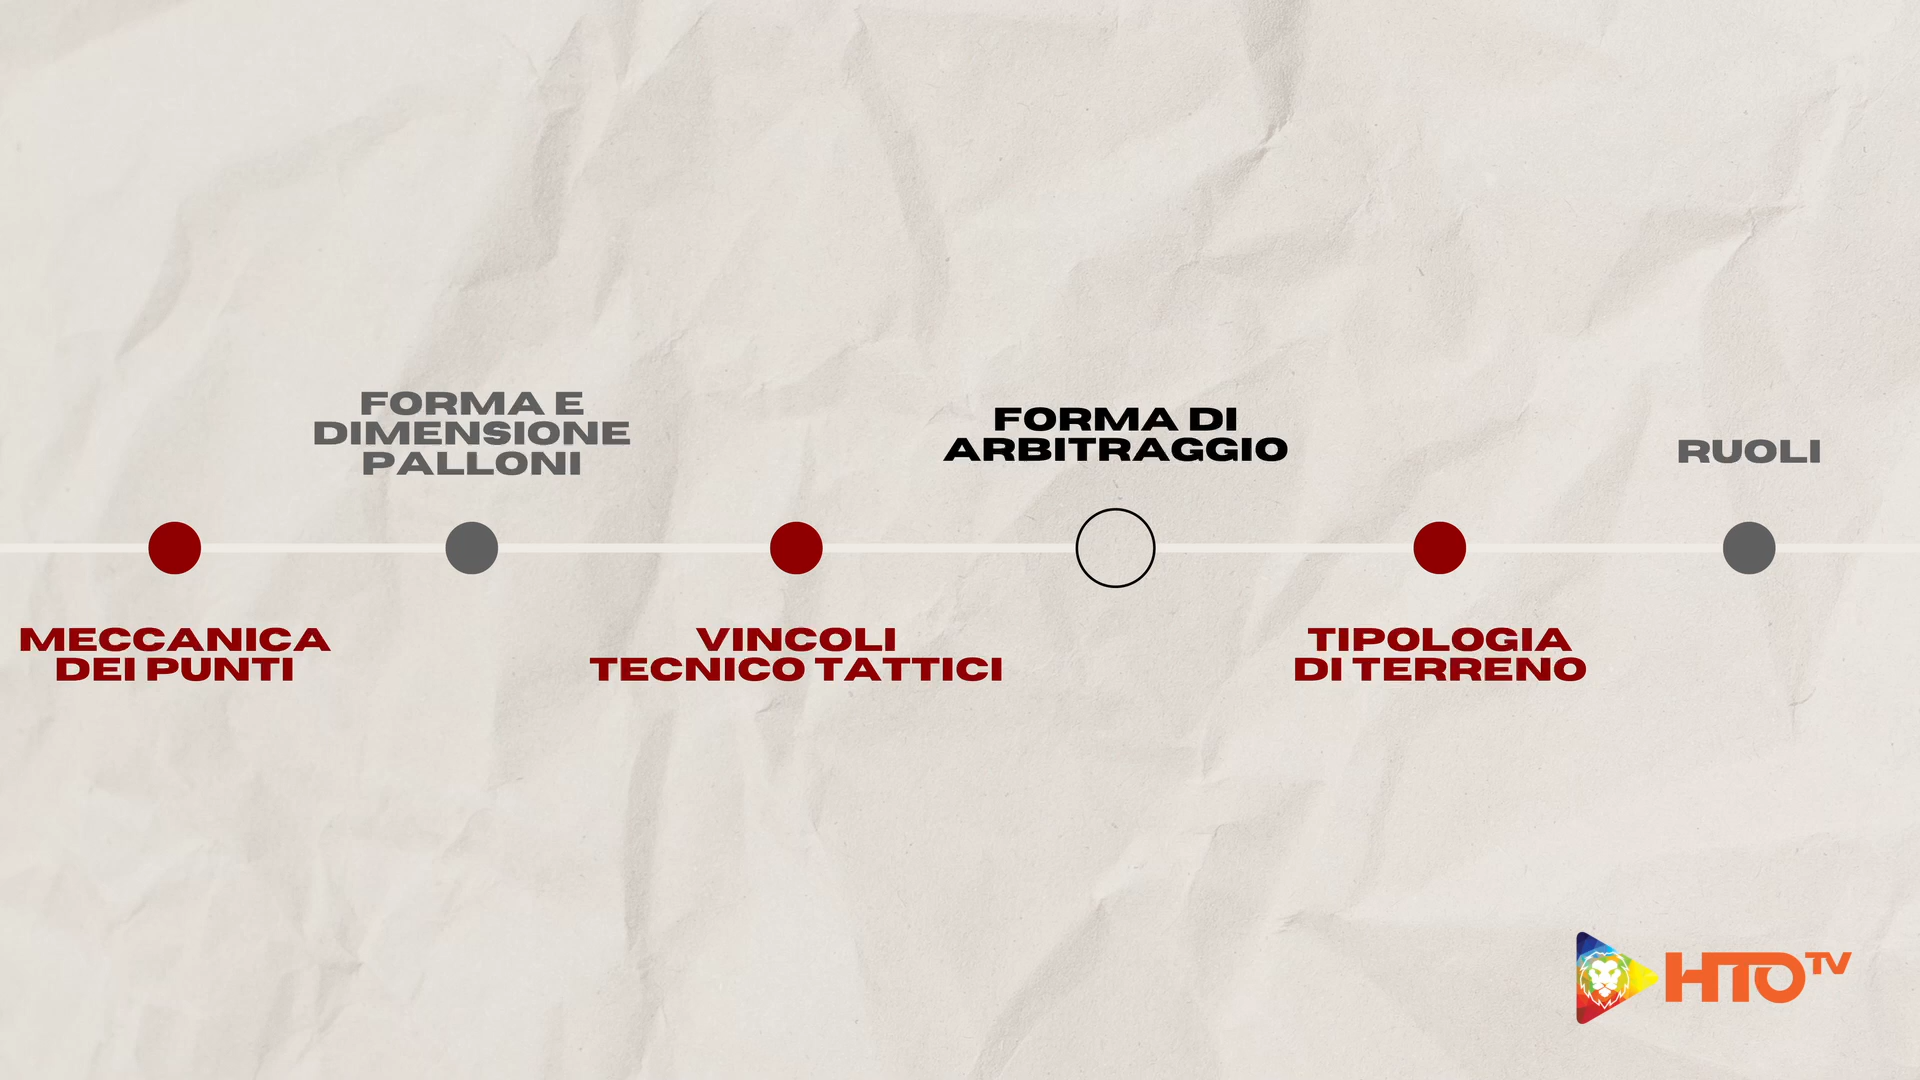 MECCANICA
DEI PUNTI
FORMA E
DIMENSIONE
PALLONI
VINCOLI
TECNICO TATTICI
FORMA DI
ARBITRAGGIO
TIPOLOGIA
DI TERRENO
RUOLI
HTO TV